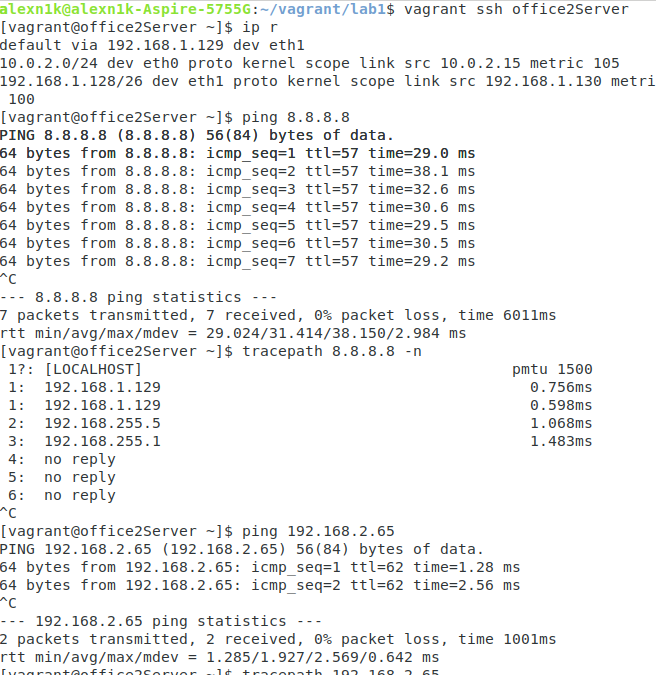 alexn1k@alexn1k-Aspire-5755G:~/vagrant/lab1$ vagrant ssh office2Server
[vagrant@office2Server ~]$ ip r
default via 192.168.1.129 dev eth1
10.0.2.0/24 dev eth0 proto kernel scope link src 10.0.2.15 metric 105
192.168.1.128/26 dev eth1 proto kernel scope link src 192.168.1.130 metri
 100
[vagrant@office2Server ~]$ ping 8.8.8.8
PING 8.8.8.8 (8.8.8.8) 56(84) bytes of data.
64 bytes from 8.8.8.8: icmp_seq=1 ttl=57 time=29.0 ms
64 bytes from 8.8.8.8: icmp_seq=2 ttl=57 time=38.1 ms
64 bytes from 8.8.8.8: icmp_seq=3 ttl=57 time=32.6 ms
64 bytes from 8.8.8.8: icmp_seq=4 ttl=57 time=30.6 ms
64 bytes from 8.8.8.8: icmp_seq=5 ttl=57 time=29.5 ms
64 bytes from 8.8.8.8: icmp_seq=6 ttl=57 time=30.5 ms
64 bytes from 8.8.8.8: icmp_seq=7 ttl=57 time=29.2 ms
^C
--- 8.8.8.8 ping statistics ---
7 packets transmitted, 7 received, 0% packet loss, time 6011ms
rtt min/avg/max/mdev = 29.024/31.414/38.150/2.984 ms
[vagrant@office2Server ~]$ tracepath 8.8.8.8 -n
 1?: [LOCALHOST]                                         pmtu 1500
 1:  192.168.1.129                                         0.756ms
 1:  192.168.1.129                                         0.598ms
 2:  192.168.255.5                                         1.068ms
 3:  192.168.255.1                                         1.483ms
 4:  no reply
 5:  no reply
 6:  no reply
^C
[vagrant@office2Server ~]$ ping 192.168.2.65
PING 192.168.2.65 (192.168.2.65) 56(84) bytes of data.
64 bytes from 192.168.2.65: icmp_seq=1 ttl=62 time=1.28 ms
64 bytes from 192.168.2.65: icmp_seq=2 ttl=62 time=2.56 ms
^C
--- 192.168.2.65 ping statistics ---
2 packets transmitted, 2 received, 0% packet loss, time 1001ms
rtt min/avg/max/mdev = 1.285/1.927/2.569/0.642 ms
[vagrant@office2Server ~]$ tracepath 192.168.2.65